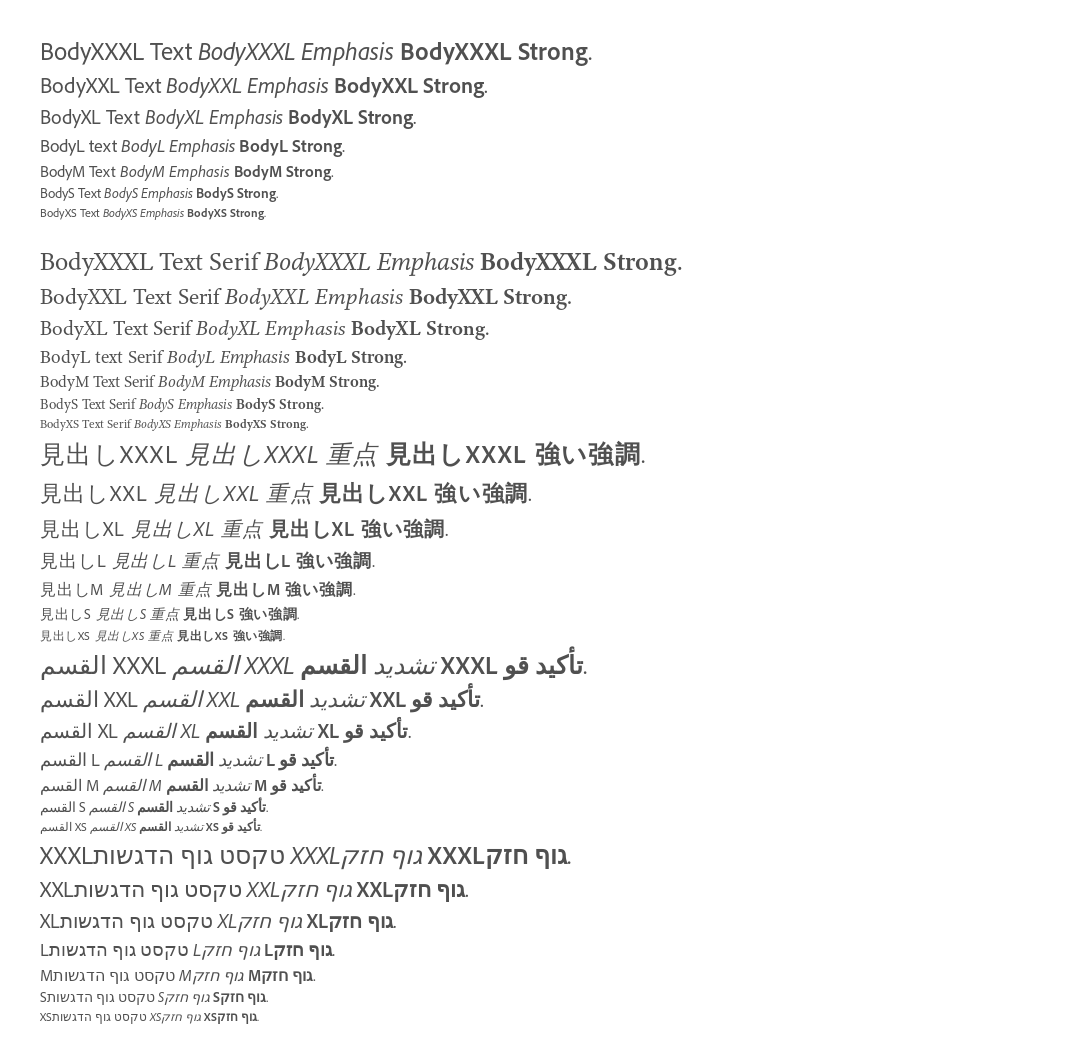 BodyXXXL Text BodyXXXL Emphasis BodyXXXL Strong.
BodyXXL Text BodyXXL Emphasis BodyXXL Strong.
BodyXL Text BodyXL Emphasis BodyXL Strong.
BodyL text BodyL Emphasis BodyL Strong.
BodyM Text BodyM Emphasis BodyM Strong.
BodyS Text BodyS Emphasis BodyS Strong.
BodyXS Text BodyXS Emphasis BodyXS Strong.
BodyXXXL Text Serif BodyXXXL Emphasis BodyXXXL Strong.
BodyXXL Text Serif BodyXXL Emphasis BodyXXL Strong.
BodyXL Text Serif BodyXL Emphasis BodyXL Strong.
BodyL text Serif BodyL Emphasis BodyL Strong.
BodyM Text Serif BodyM Emphasis BodyM Strong.
BodyS Text Serif BodyS Emphasis BodyS Strong.
BodyXS Text Serif BodyXS Emphasis BodyXS Strong.
見出しXXXL 見出しXXXL 重点 見出しXXXL 強い強調.
見出しXXL 見出しXXL 重点 見出しXXL 強い強調.
見出しXL 見出しXL 重点 見出しXL 強い強調.
見出しL 見出しL 重点 見出しL 強い強調.
見出しM 見出しM 重点 見出しM 強い強調.
見出しS 見出しS 重点 見出しS 強い強調.
見出しXS 見出しXS 重点 見出しXS 強い強調.
القسم XXXL القسم XXXL تشديد القسم XXXL تأكيد قو.
القسم XXL القسم XXL تشديد القسم XXL تأكيد قو.
القسم XL القسم XL تشديد القسم XL تأكيد قو.
القسم L القسم L تشديد القسم L تأكيد قو.
القسم M القسم M تشديد القسم M تأكيد قو.
القسم S القسم S تشديد القسم S تأكيد قو.
القسم XS القسم XS تشديد القسم XS تأكيد قو.
XXXLטקסט גוף הדגשות XXXLגוף חזק XXXLגוף חזק.
XXLטקסט גוף הדגשות XXLגוף חזק XXLגוף חזק.
XLטקסט גוף הדגשות XLגוף חזק XLגוף חזק.
Lטקסט גוף הדגשות Lגוף חזק Lגוף חזק.
Mטקסט גוף הדגשות Mגוף חזק Mגוף חזק.
Sטקסט גוף הדגשות Sגוף חזק Sגוף חזק.
XSטקסט גוף הדגשות XSגוף חזק XSגוף חזק.